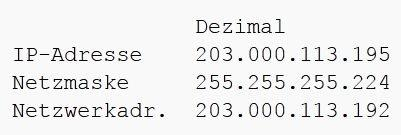 Dezimal
IP-Adresse 203.000.113.195
Netzmaske 255.255.255.224
Netzwerkadr. 203.000.113.192